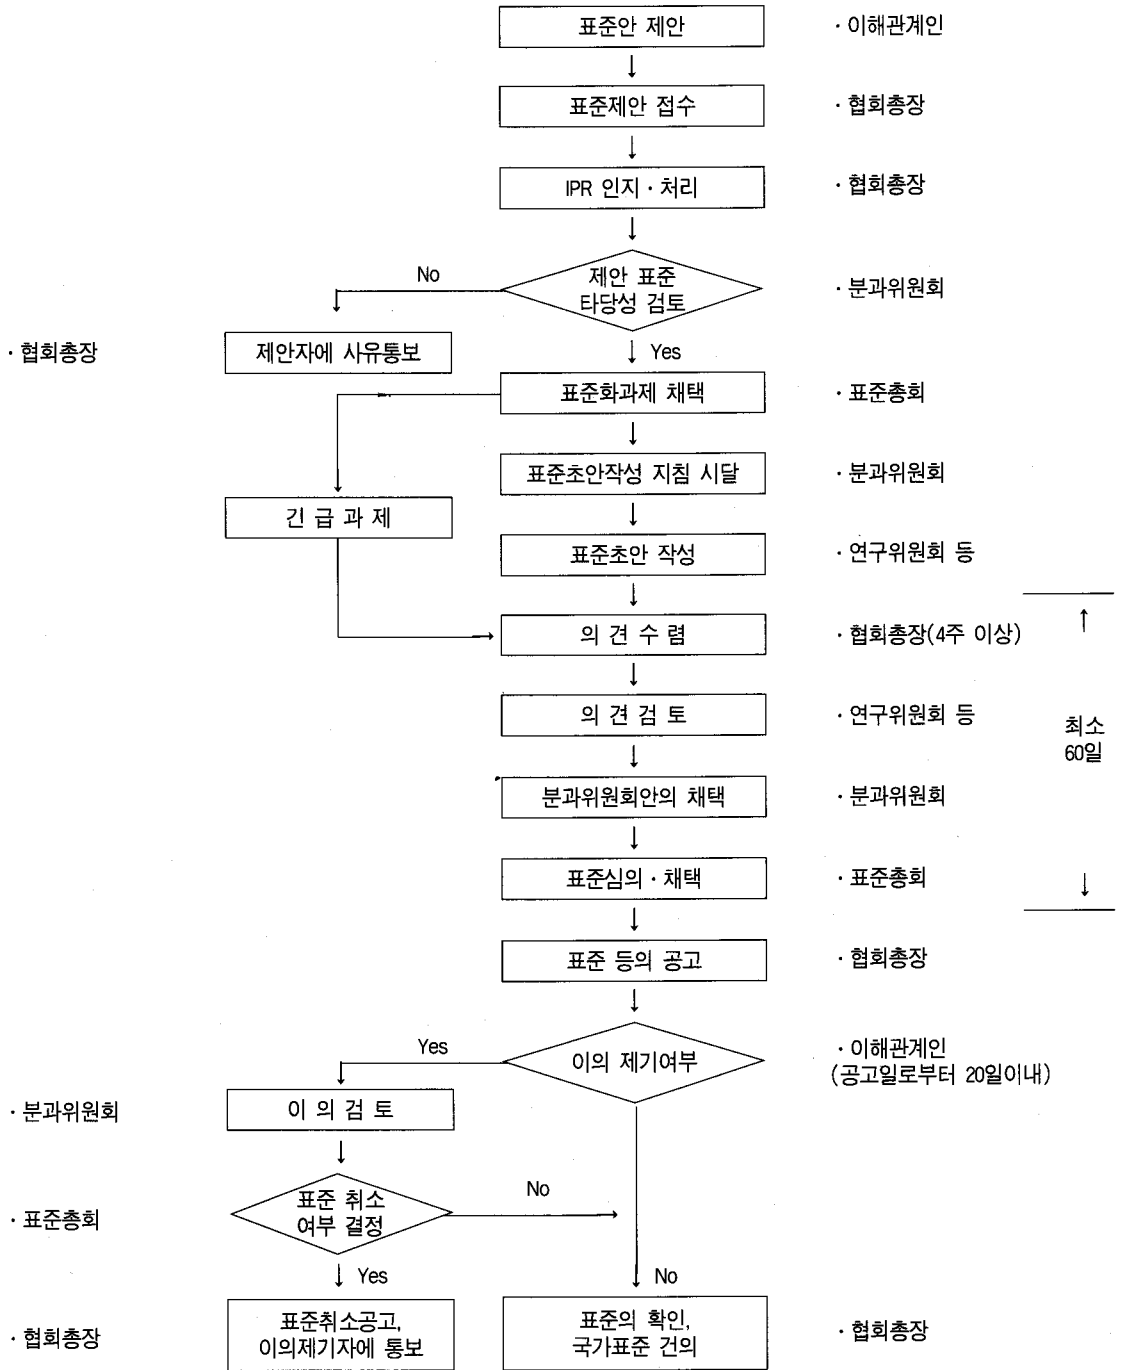 표준안 제안
· 이해관계인
표준제안 접수
· 협회총장
IPR 인지 · 처리
· 협회총장
제안 표준
타당성 검토
· 분과위원회
No
Yes
· 협회총장
제안자에 사유통보
표준화과제 채택
· 표준총회
표준초안작성 지침 시달
· 분과위원회
긴 급 과 제
표준초안 작성
· 연구위원회 등
의 견 수 렴
· 협회총장(4주 이상)
의 견 검 토
· 연구위원회 등
최소
60일
분과위원회안의 채택
· 분과위원회
표준심의 · 채택
· 표준총회
표준 등의 공고
· 협회총장
이의 제기여부
· 이해관계인
(공고일로부터 20일이내)
Yes
· 분과위원회
이 의 검 토
· 표준총회
표준 취소
여부 결정
No
Yes
No
· 협회총장
표준취소공고,
이의제기자에 통보
표준의 확인,
국가표준 건의
· 협회총장